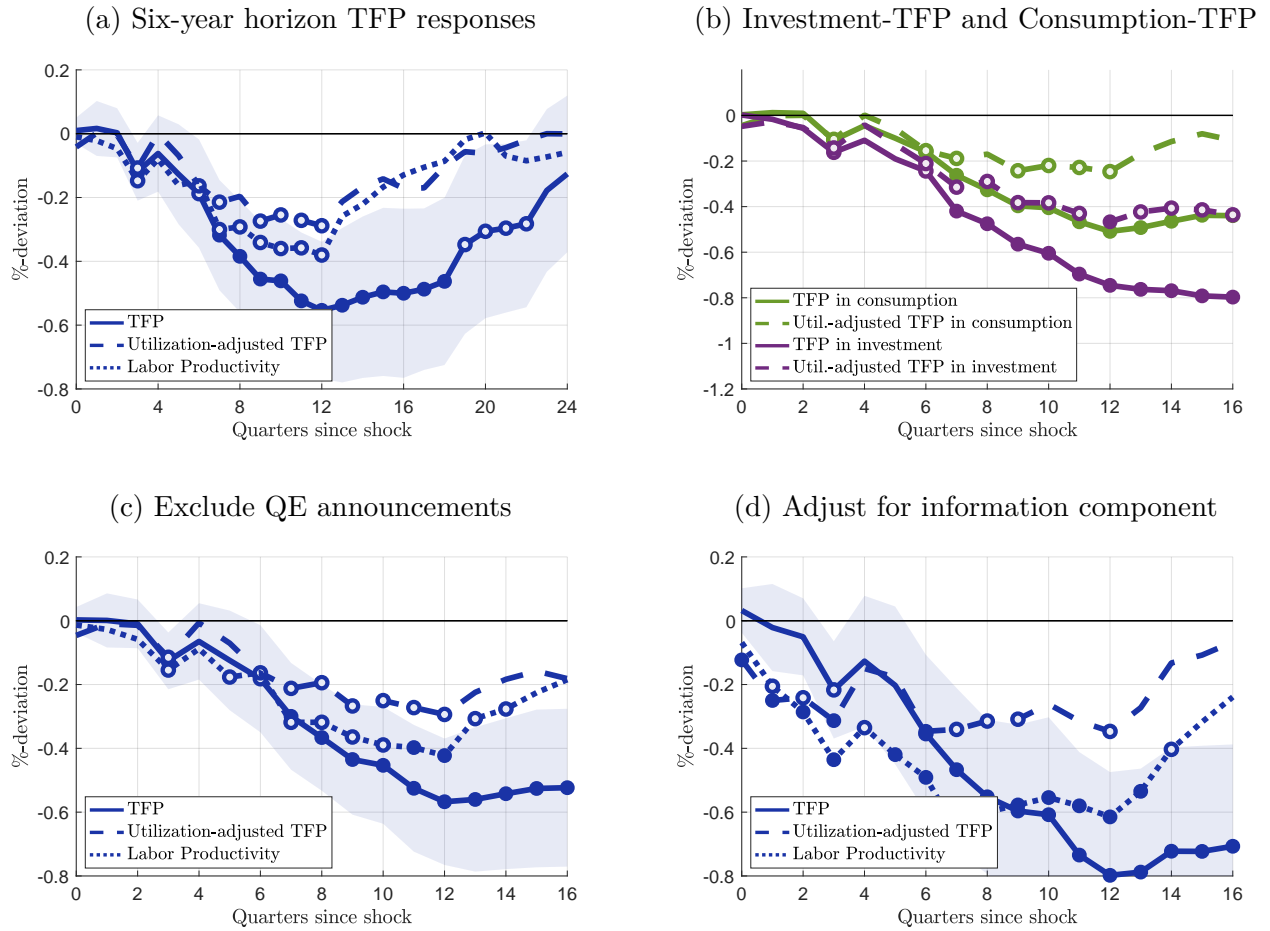 (a) Six-year horizon TFP responses
0.2
0
-0.2
-0.4
-0.6
-0.8
%-deviation
TFP
Utilization-adjusted TFP
Labor Productivity
0 4 8 12 16 20 24
Quarters since shock
(b) Investment-TFP and Consumption-TFP
0
-0.2
-0.4
-0.6
-0.8
-1
-1.2
%-deviation
TFP in consumption
Util.-adjusted TFP in consumption
TFP in investment
Util.-adjusted TFP in investment
0 2 4 6 8 10 12 14 16
Quarters since shock
(c) Exclude QE announcements
0.2
0
-0.2
-0.4
-0.6
-0.8
%-deviation
TFP
Utilization-adjusted TFP
Labor Productivity
0 2 4 6 8 10 12 14 16
Quarters since shock
(d) Adjust for information component
0.2
0
-0.2
-0.4
-0.6
-0.8
%-deviation
TFP
Utilization-adjusted TFP
Labor Productivity
0 2 4 6 8 10 12 14 16
Quarters since shock